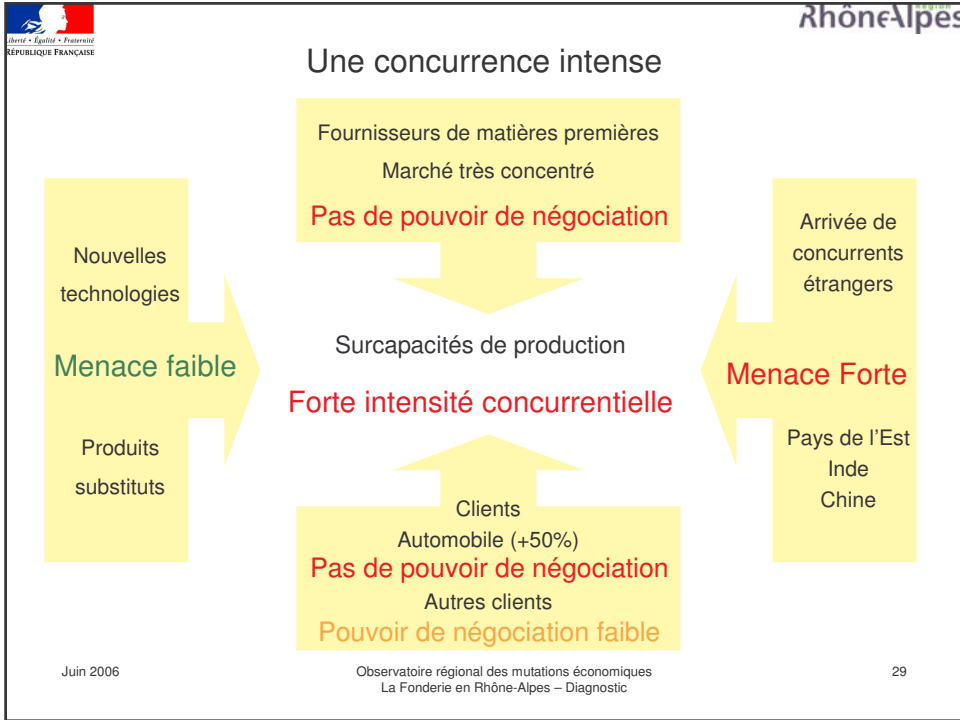 Liberté • Égalité • Fraternité
RÉPUBLIQUE FRANÇAISE
Région
RhôneAlpes
Une concurrence intense
Fournisseurs de matières premières
Marché très concentré
Pas de pouvoir de négociation
Nouvelles
technologies
Menace faible
Produits
substituts
Surcapacités de production
Forte intensité concurrentielle
Arrivée de
concurrents
étrangers
Menace Forte
Pays de l'Est
Inde
Chine
Clients
Automobile (+50%)
Pas de pouvoir de négociation
Autres clients
Pouvoir de négociation faible
Juin 2006
Observatoire régional des mutations économiques
La Fonderie en Rhône-Alpes – Diagnostic
29